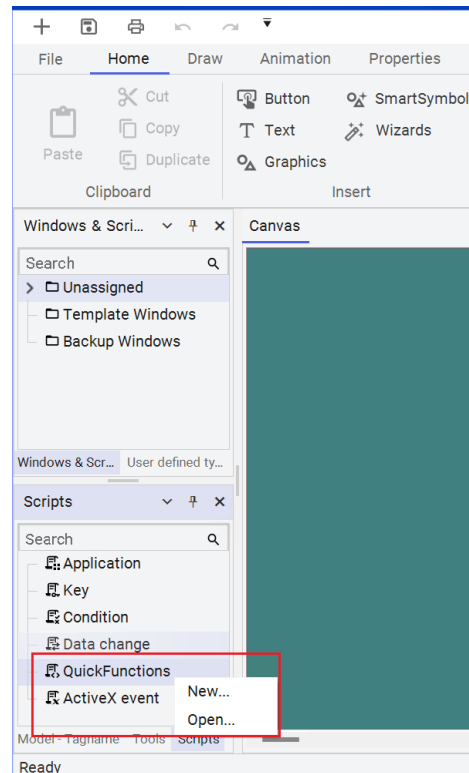 File Home Draw Animation Properties
Cut
Copy
Paste
Duplicate
Clipboard
Button SmartSymbol
Text Wizards
Graphics
Insert
Windows & Scri...
Search
Unassigned
Template Windows
Backup Windows
Windows & Scr... User defined ty...
Canvas
Scripts
Search
Application
Key
Condition
Data change
QuickFunctions
ActiveX event
New...
Open...
Model - Tagname Tools Scripts
Ready